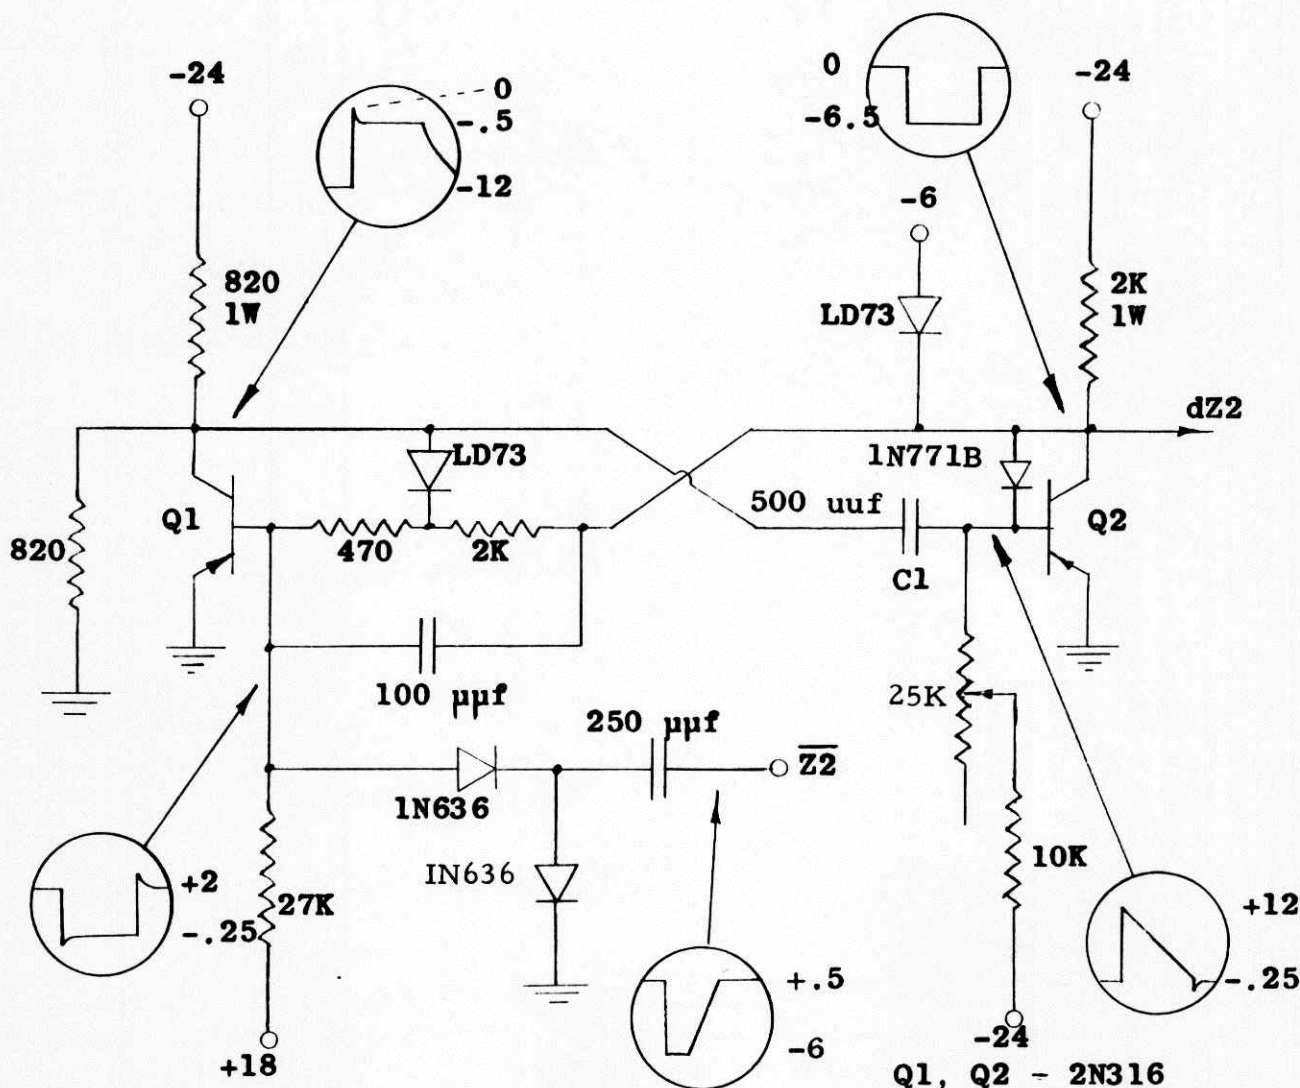 -24
0
-.5
-12
820
1W
0
-6.5
-6
LD73
-24
2K
1W
dZ2
LD73
1N771B
Q1
820
470
2K
500 uuf
C1
Q2
100 µµf
25K
250 µµf
Z2
1N636
IN636
10K
+2
-.25
27K
+18
+.5
-6
+12
-.25
-24
Q1, Q2 - 2N316